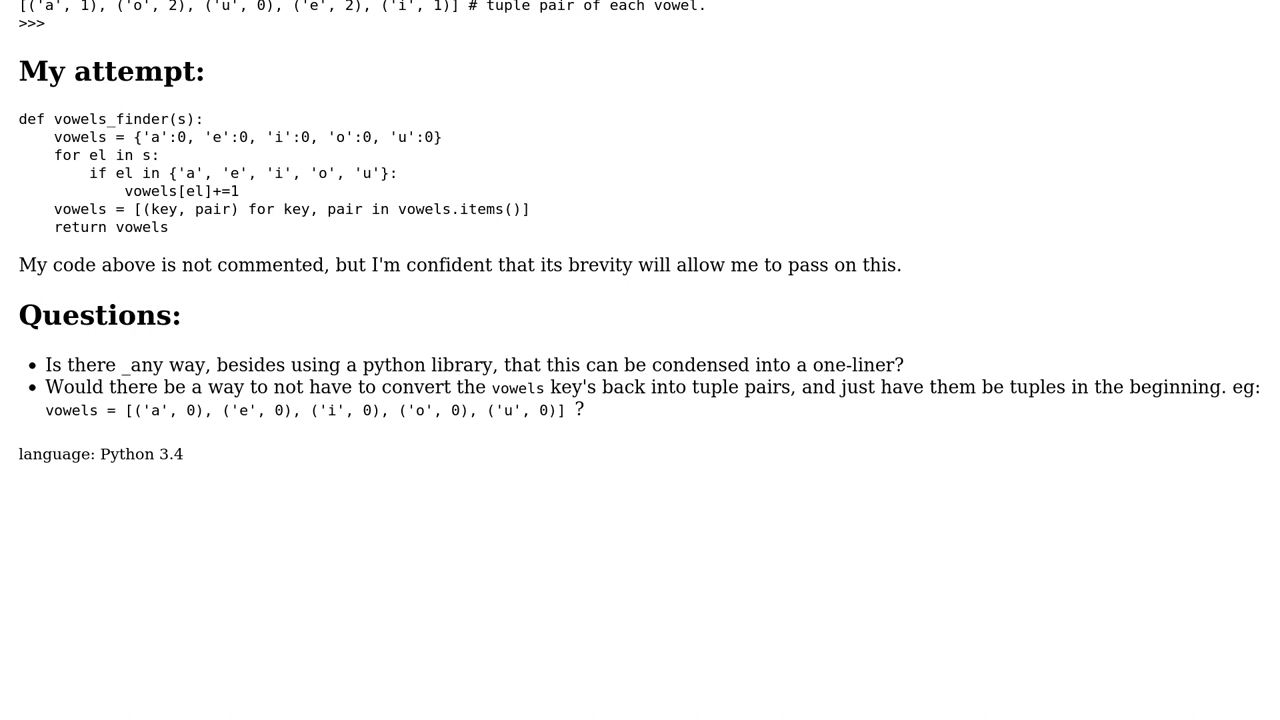 [('a', 1), ('o', 2), ('u', 0), ('e', 2), ('i', 1)] # tuple pair of each vowel.
>>>
My attempt:
def vowels_finder(s):
    vowels = {'a':0, 'e':0, 'i':0, 'o':0, 'u':0}
    for el in s:
        if el in {'a', 'e', 'i', 'o', 'u'}:
            vowels[el]+=1
    vowels = [(key, pair) for key, pair in vowels.items()]
    return vowels
My code above is not commented, but I'm confident that its brevity will allow me to pass on this.
Questions:
• Is there _any way, besides using a python library, that this can be condensed into a one-liner?
• Would there be a way to not have to convert the vowels key's back into tuple pairs, and just have them be tuples in the beginning. eg:
vowels = [('a', 0), ('e', 0), ('i', 0), ('o', 0), ('u', 0)] ?
language: Python 3.4